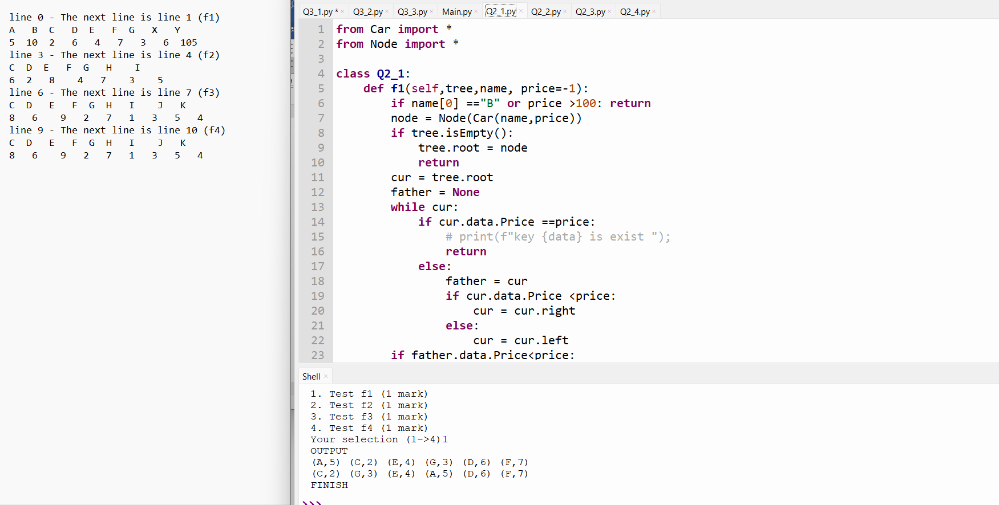 line 0 - The next line is line 1 (f1)
A B C D E F G X Y
5 10 2 6 4 7 3 6 105
line 3 - The next line is line 4 (f2)
C D E F G H I
6 2 8 4 7 3 5
line 6 - The next line is line 7 (f3)
C D E F G H I J K
8 6 9 2 7 1 3 5 4
line 9 - The next line is line 10 (f4)
C D E F G H I J K
8 6 9 2 7 1 3 5 4
Q3_1.py * × Q3_2.py × Q3_3.py × Main.py × Q2_1.py × Q2_2.py × Q2_3.py × Q2_4.py ×
1 from Car import *
2 from Node import *
3
4 class Q2_1:
5 def f1(self,tree,name, price=-1):
6 if name[0] =="B" or price >100: return
7 node = Node(Car(name,price))
8 if tree.isEmpty():
9 tree.root = node
10 return
11 cur = tree.root
12 father = None
13 while cur:
14 if cur.data.Price ==price:
15 # print(f"key {data} is exist ");
16 return
17 else:
18 father = cur
19 if cur.data.Price <price:
20 cur = cur.right
21 else:
22 cur = cur.left
23 if father.data.Price<price:
Shell ×
1. Test f1 (1 mark)
2. Test f2 (1 mark)
3. Test f3 (1 mark)
4. Test f4 (1 mark)
Your selection (1->4)1
OUTPUT
(A,5) (C,2) (E,4) (G,3) (D,6) (F,7)
(C,2) (G,3) (E,4) (A,5) (D,6) (F,7)
FINISH
>>>